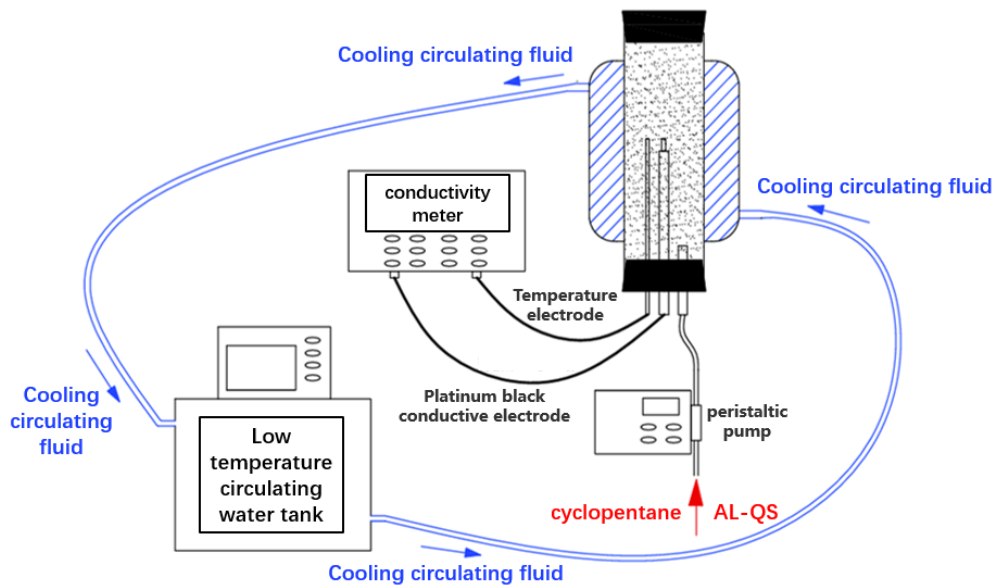 Cooling circulating fluid
conductivity
meter
Cooling circulating fluid
Temperature
electrode
Cooling
circulating
fluid
Platinum black
conductive electrode
peristaltic
pump
Low
temperature
circulating
water tank
cyclopentane
AL-QS
Cooling circulating fluid